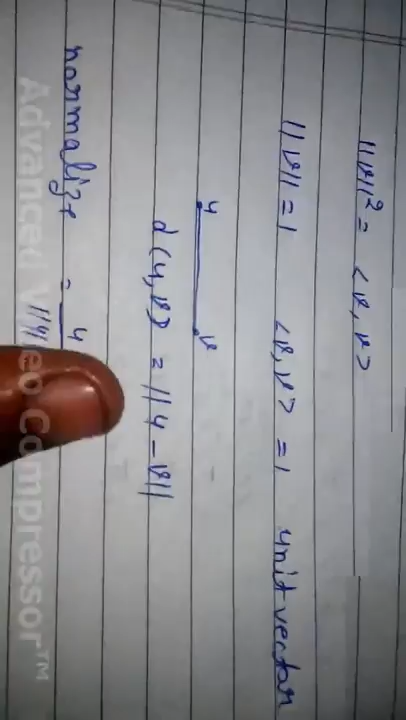 ||v||² = <v, v>
||v|| = 1 <v, v> = 1 unit vector
u v
d(u, v) = ||u - v||
normalize = u / ||u||
Advanced Video Compressor™